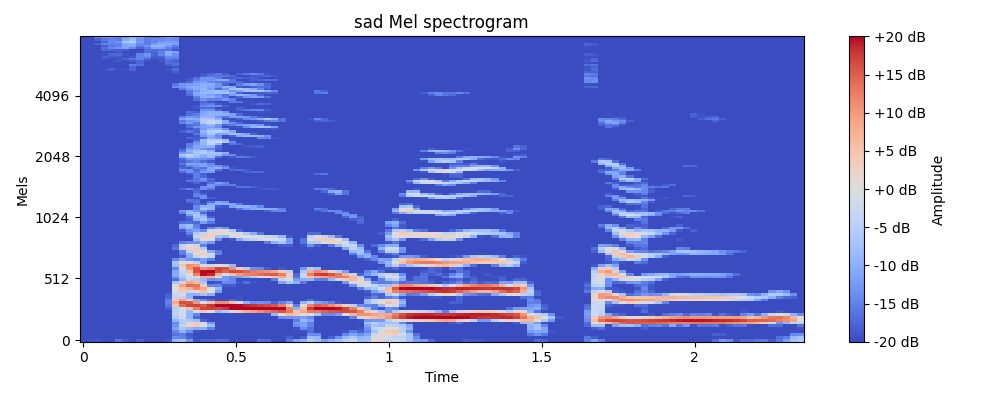 sad Mel spectrogram
Mels
4096
2048
1024
512
0
0
0.5
1
1.5
2
Time
+20 dB
+15 dB
+10 dB
+5 dB
+0 dB
-5 dB
-10 dB
-15 dB
-20 dB
Amplitude